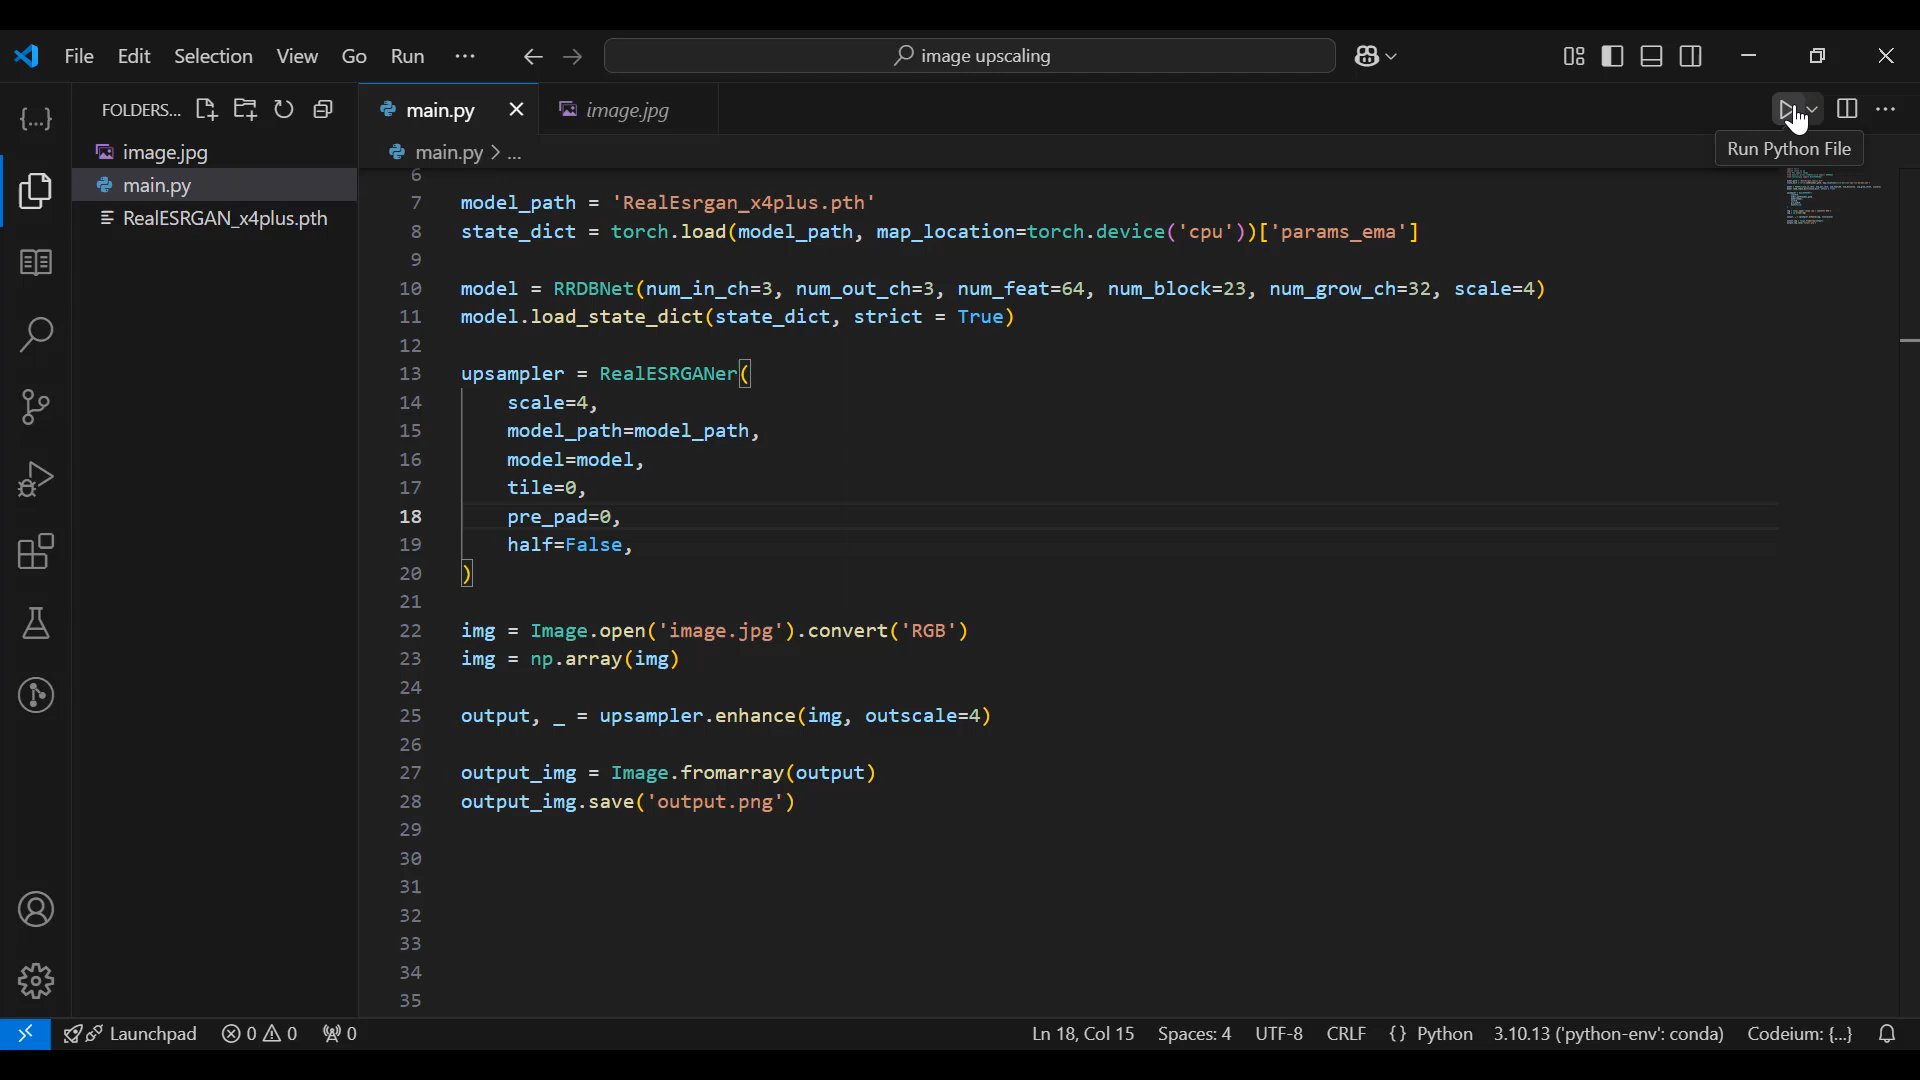 File Edit Selection View Go Run ... image upscaling
FOLDERS...
image.jpg
main.py
RealESRGAN_x4plus.pth
main.py image.jpg
main.py > ...
Run Python File
6
7 model_path = 'RealEsrgan_x4plus.pth'
8 state_dict = torch.load(model_path, map_location=torch.device('cpu'))['params_ema']
9
10 model = RRDBNet(num_in_ch=3, num_out_ch=3, num_feat=64, num_block=23, num_grow_ch=32, scale=4)
11 model.load_state_dict(state_dict, strict = True)
12
13 upsampler = RealESRGANer(
14 scale=4,
15 model_path=model_path,
16 model=model,
17 tile=0,
18 pre_pad=0,
19 half=False,
20 )
21
22 img = Image.open('image.jpg').convert('RGB')
23 img = np.array(img)
24
25 output, _ = upsampler.enhance(img, outscale=4)
26
27 output_img = Image.fromarray(output)
28 output_img.save('output.png')
29
30
31
32
33
34
35
Launchpad 0 0 0 Ln 18, Col 15 Spaces: 4 UTF-8 CRLF {} Python 3.10.13 ('python-env': conda) Codeium: {...}